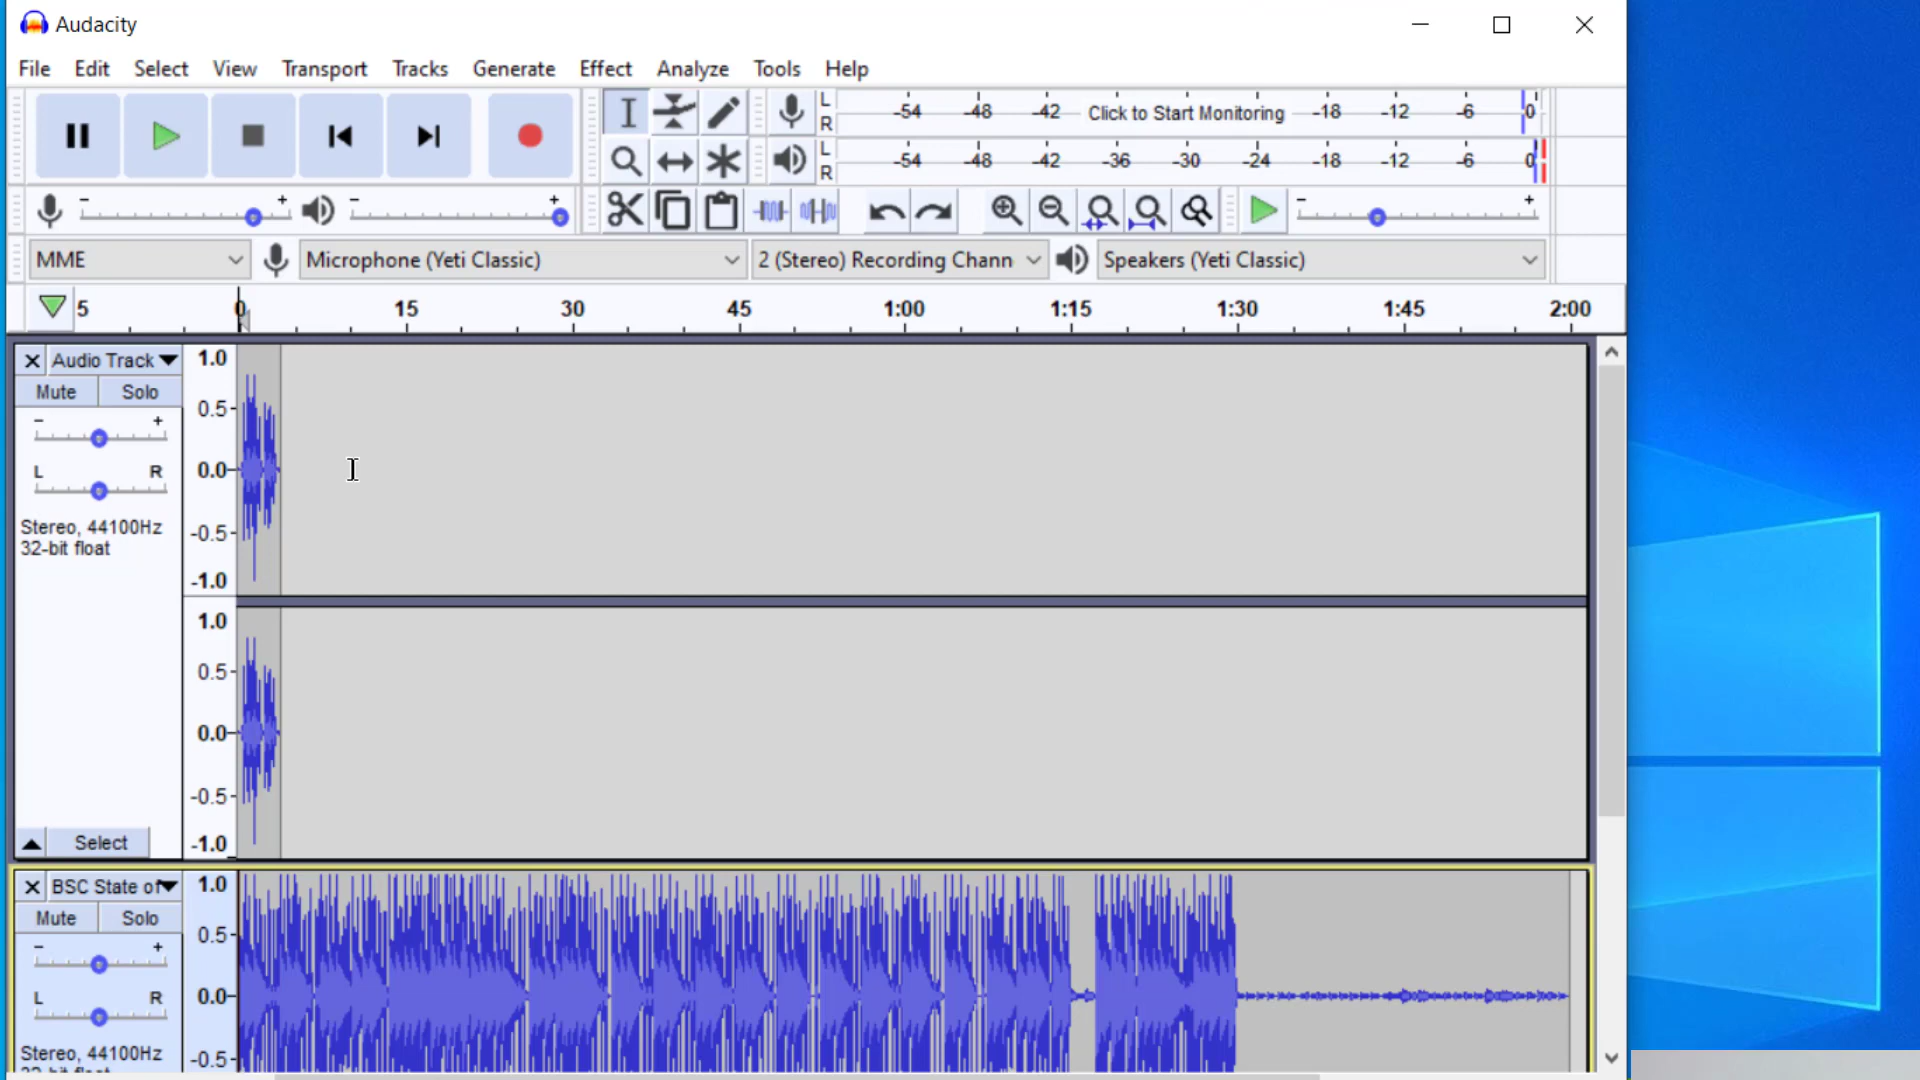 Audacity
File Edit Select View Transport Tracks Generate Effect Analyze Tools Help
L R -54 -48 -42 Click to Start Monitoring -18 -12 -6 0
L R -54 -48 -42 -36 -30 -24 -18 -12 -6 0
- + - + - +
MME Microphone (Yeti Classic) 2 (Stereo) Recording Chann Speakers (Yeti Classic)
5 0 15 30 45 1:00 1:15 1:30 1:45 2:00
Audio Track 1.0
Mute Solo
- + 0.5
L R 0.0
Stereo, 44100Hz -0.5
32-bit float
-1.0
1.0
0.5
0.0
-0.5
Select -1.0
BSC State of 1.0
Mute Solo
- + 0.5
L R 0.0
Stereo, 44100Hz -0.5